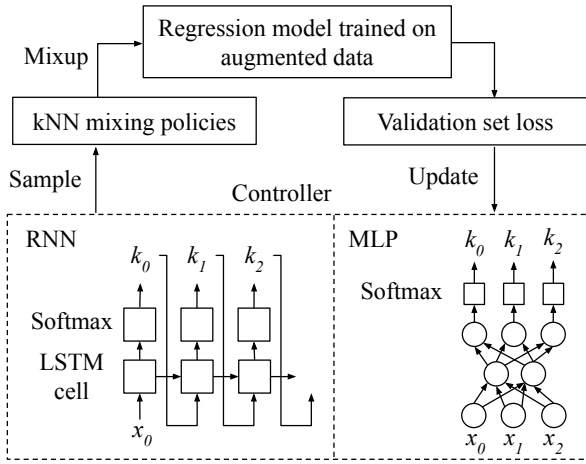 Regression model trained on
augmented data
Mixup
kNN mixing policies
Validation set loss
Sample
Controller
Update
RNN
k0 k1 k2
Softmax
LSTM
cell
x0
MLP
k0 k1 k2
Softmax
x0 x1 x2